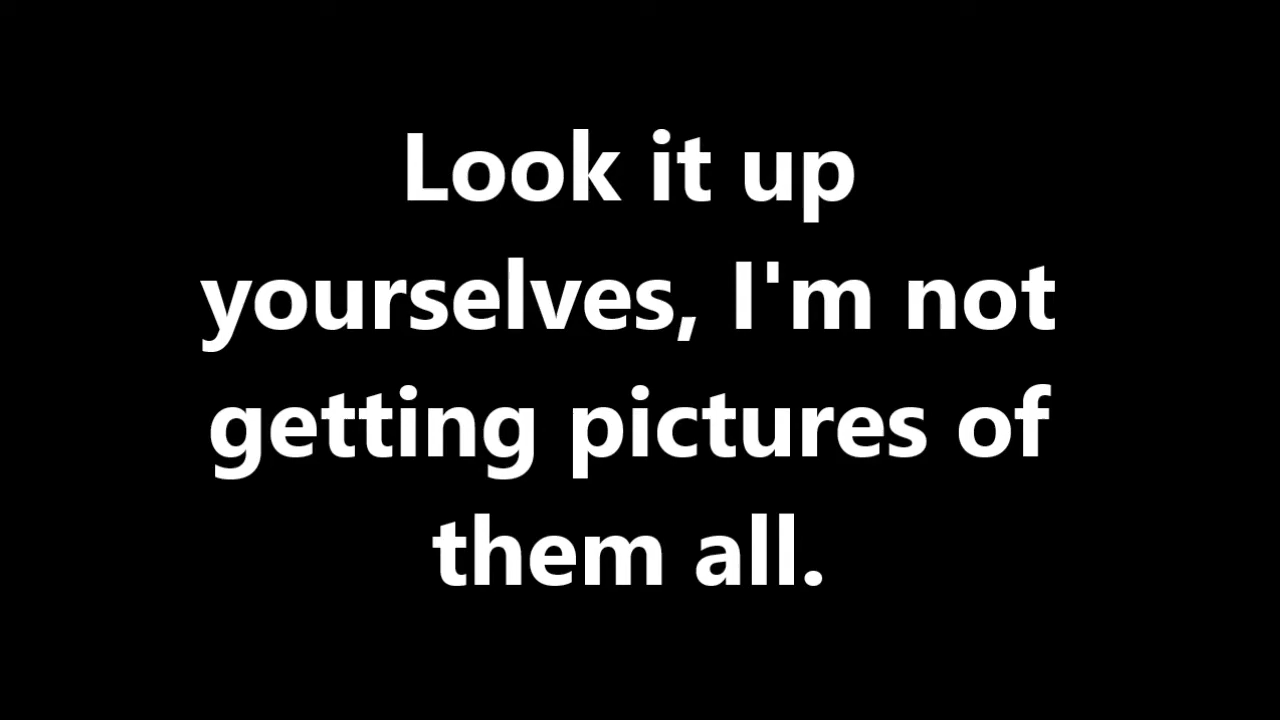 Look it up
yourselves, I'm not
getting pictures of
them all.